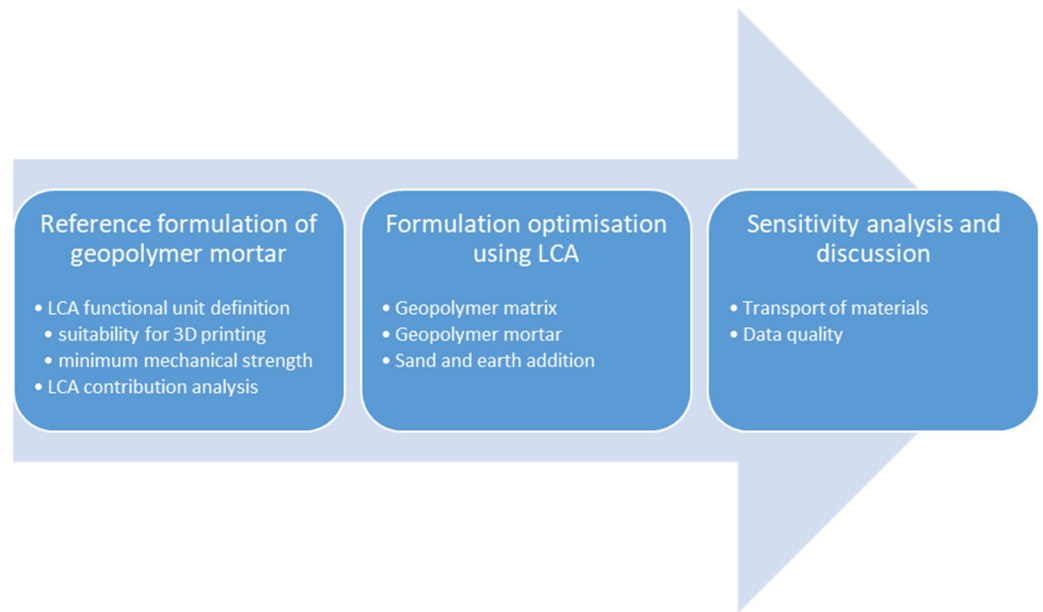 Reference formulation of
geopolymer mortar
• LCA functional unit definition
• suitability for 3D printing
• minimum mechanical strength
• LCA contribution analysis
Formulation optimisation
using LCA
• Geopolymer matrix
• Geopolymer mortar
• Sand and earth addition
Sensitivity analysis and
discussion
• Transport of materials
• Data quality